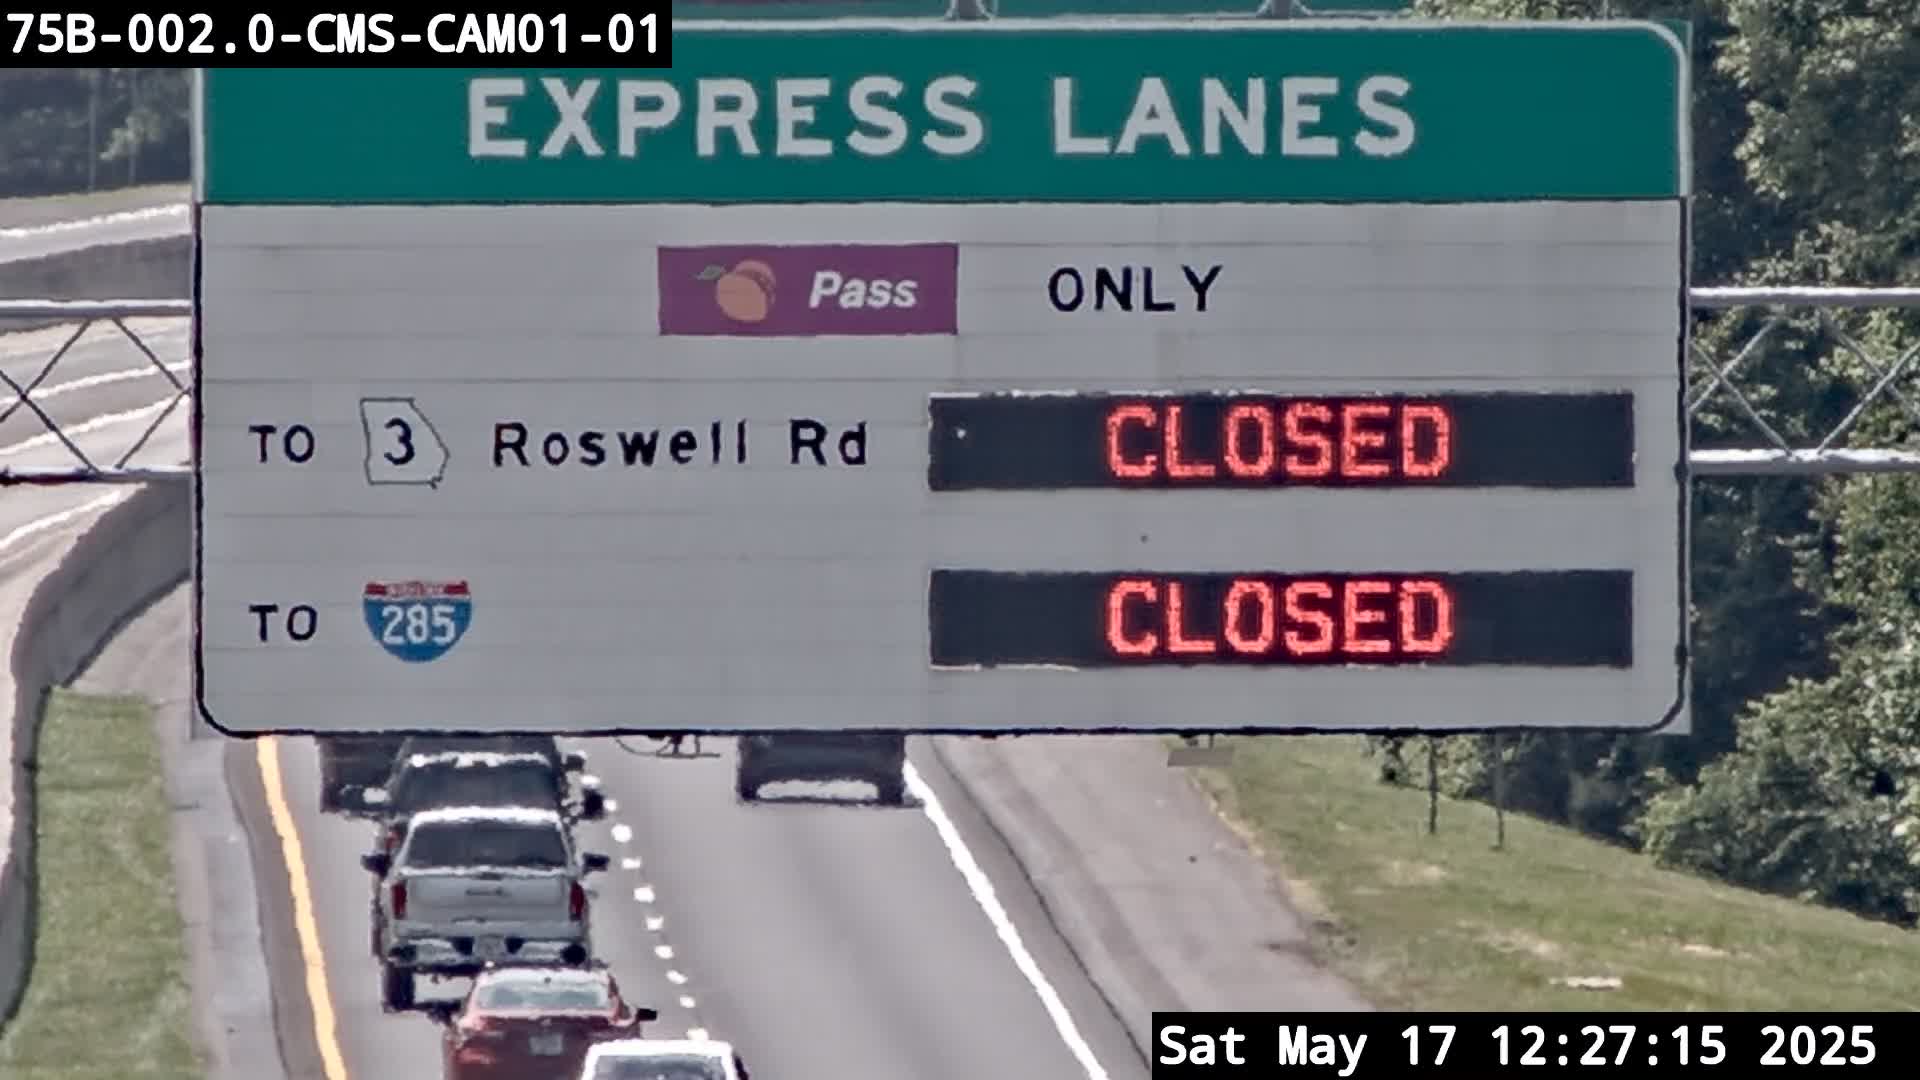 75B-002.0-CMS-CAM01-01
EXPRESS LANES
Pass ONLY
TO 3 Roswell Rd CLOSED
TO 285 CLOSED
Sat May 17 12:27:15 2025